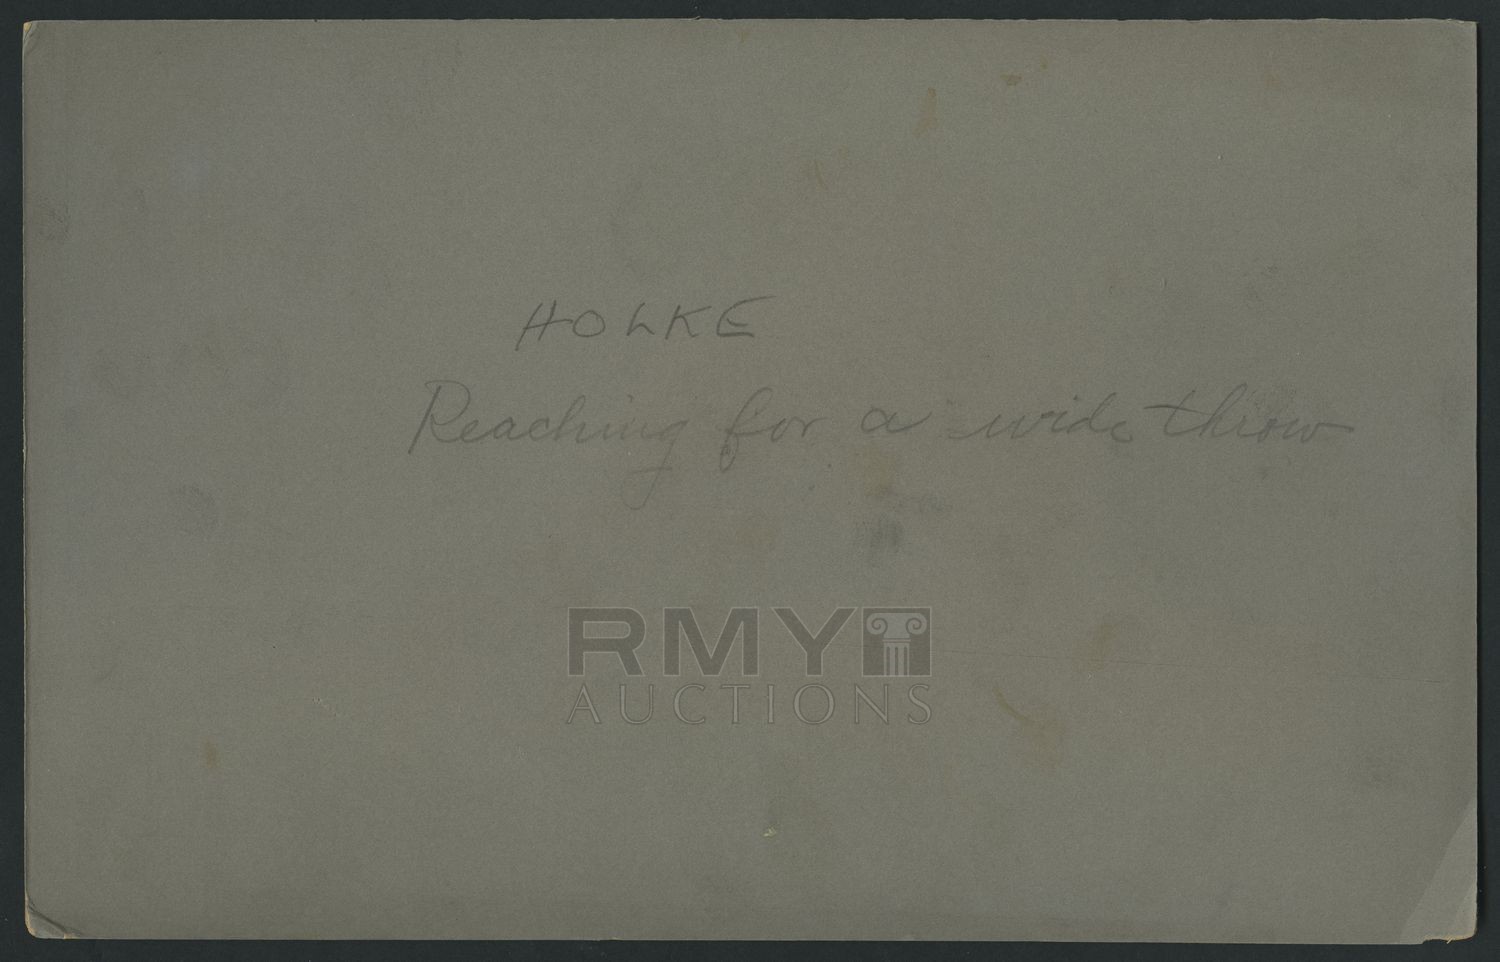 HOLKE
Reaching for a wide throw
RMY
AUCTIONS